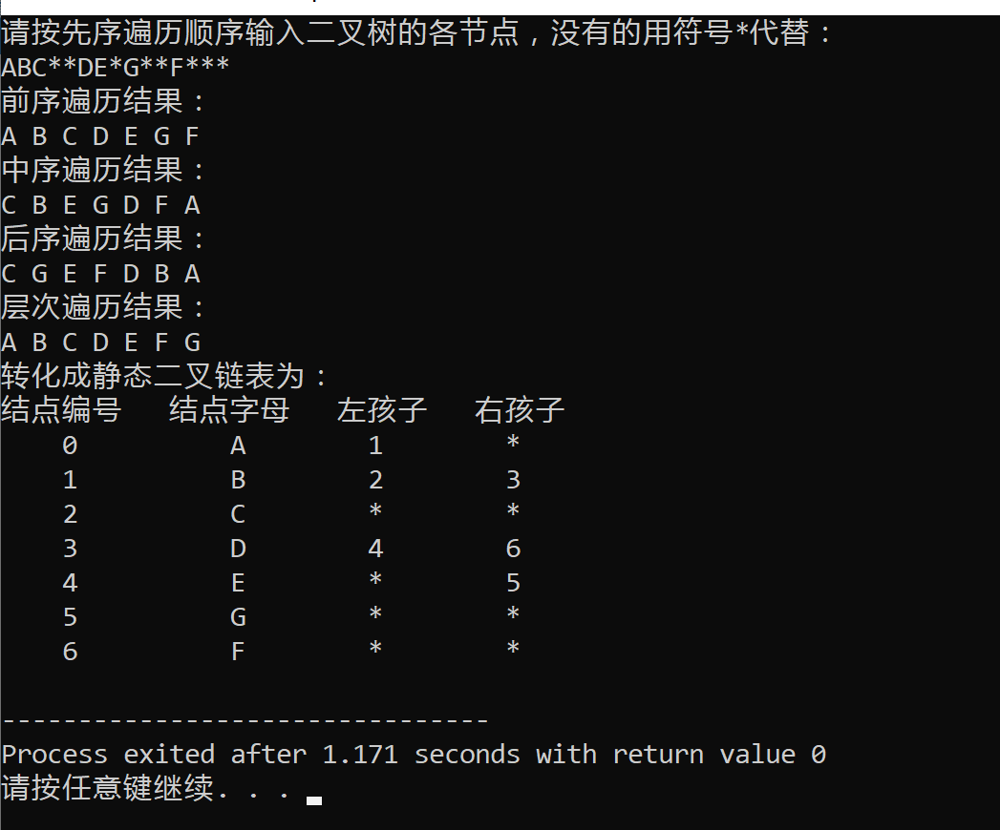 请按先序遍历顺序输入二叉树的各节点，没有的用符号*代替：
ABC**DE*G**F***
前序遍历结果：
A B C D E G F
中序遍历结果：
C B E G D F A
后序遍历结果：
C G E F D B A
层次遍历结果：
A B C D E F G
转化成静态二叉链表为：
结点编号 结点字母 左孩子 右孩子
0 A 1 *
1 B 2 3
2 C * *
3 D 4 6
4 E * 5
5 G * *
6 F * *
--------------------------------
Process exited after 1.171 seconds with return value 0
请按任意键继续. . .